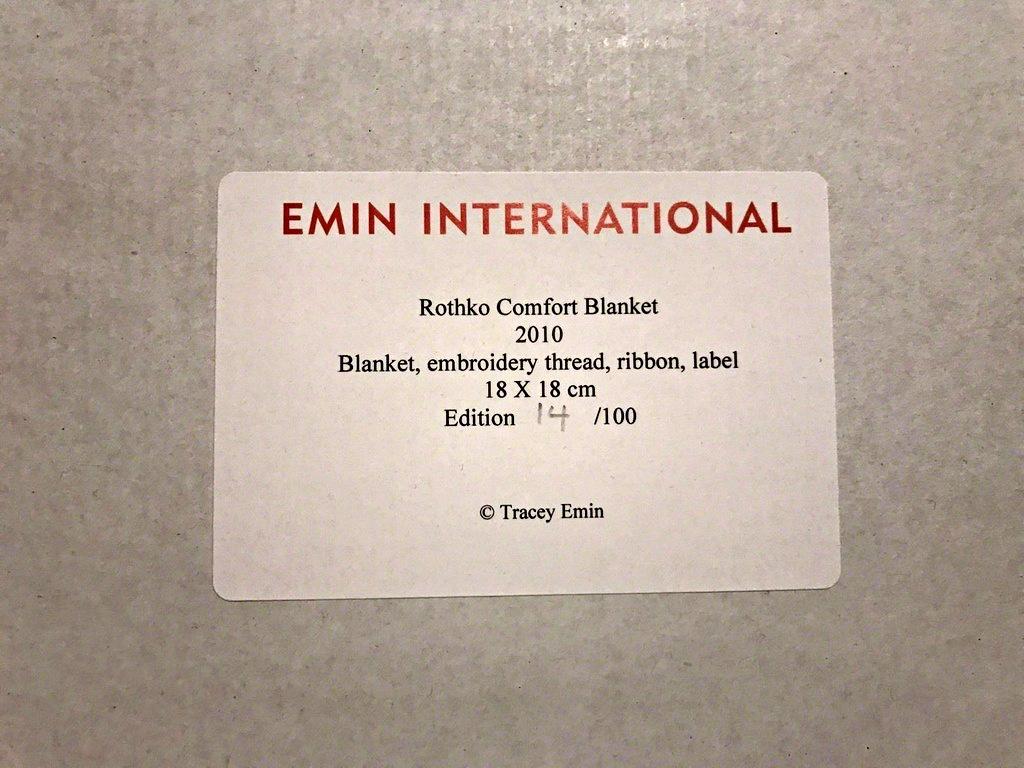 EMIN INTERNATIONAL
Rothko Comfort Blanket
2010
Blanket, embroidery thread, ribbon, label
18 X 18 cm
Edition 14 /100
© Tracey Emin